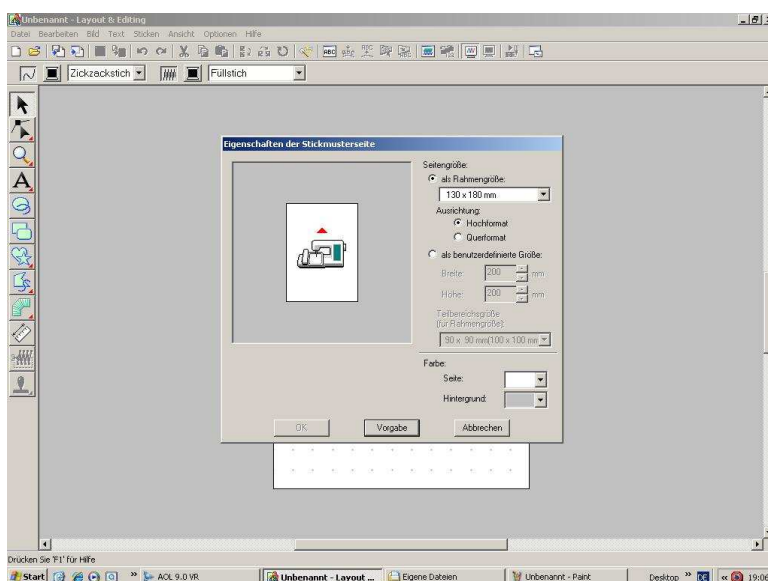 Unbenannt - Layout & Editing
Datei Bearbeiten Bild Text Sticken Ansicht Optionen Hilfe
ABC ABC
Zickzackstich Füllstich
Eigenschaften der Stickmusterseite
Seitengröße:
als Rahmengröße:
130 x 180 mm
Ausrichtung:
Hochformat
Querformat
als benutzerdefinierte Größe:
Breite: 200 mm
Höhe: 200 mm
Teilbereichsgröße
(für Rahmengröße):
90 x 90 mm(100 x 100 mm
Farbe:
Seite:
Hintergrund:
OK Vorgabe Abbrechen
A
Drücken Sie 'F1' für Hilfe
Start » AOL 9.0 VR Unbenannt - Layout ... Eigene Dateien Unbenannt - Paint Desktop » DE « 19:06